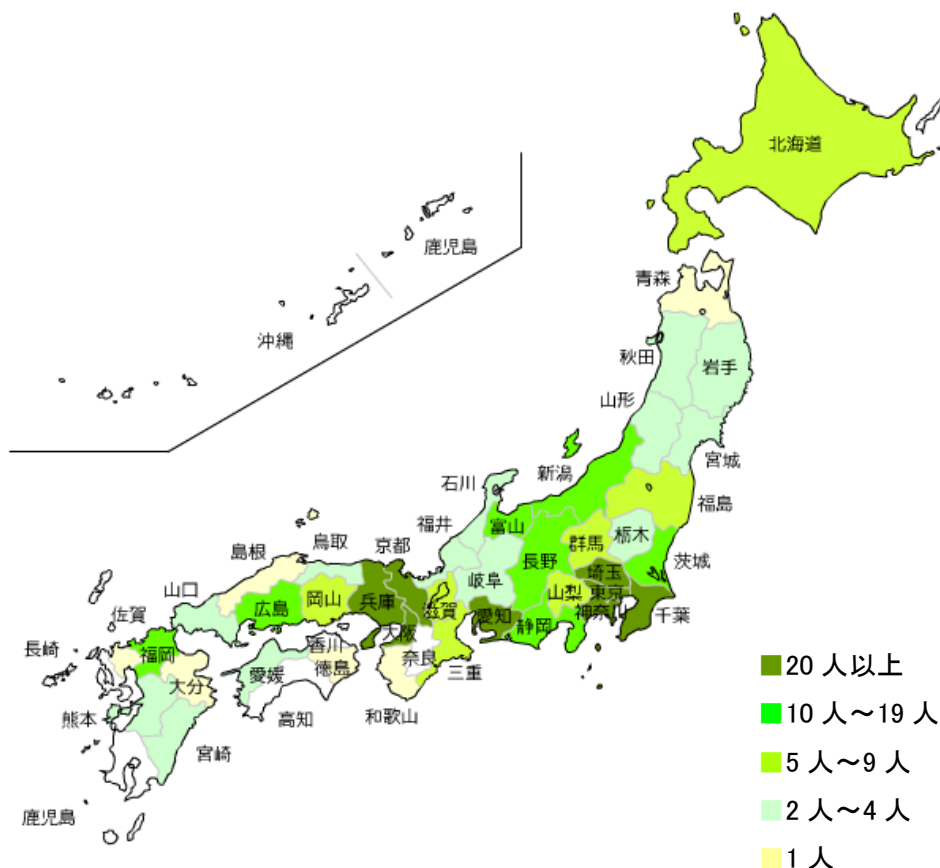 北海道
鹿児島
沖縄
青森
秋田
岩手
山形
宮城
新潟
福島
石川
富山
福井
栃木
群馬
茨城
長野
埼玉
東京
山梨
神奈川
千葉
岐阜
静岡
愛知
滋賀
三重
京都
大阪
兵庫
奈良
和歌山
鳥取
島根
岡山
広島
山口
香川
徳島
愛媛
高知
佐賀
福岡
長崎
大分
熊本
宮崎
鹿児島
20 人以上
10 人～19 人
5 人～9 人
2 人～4 人
1 人